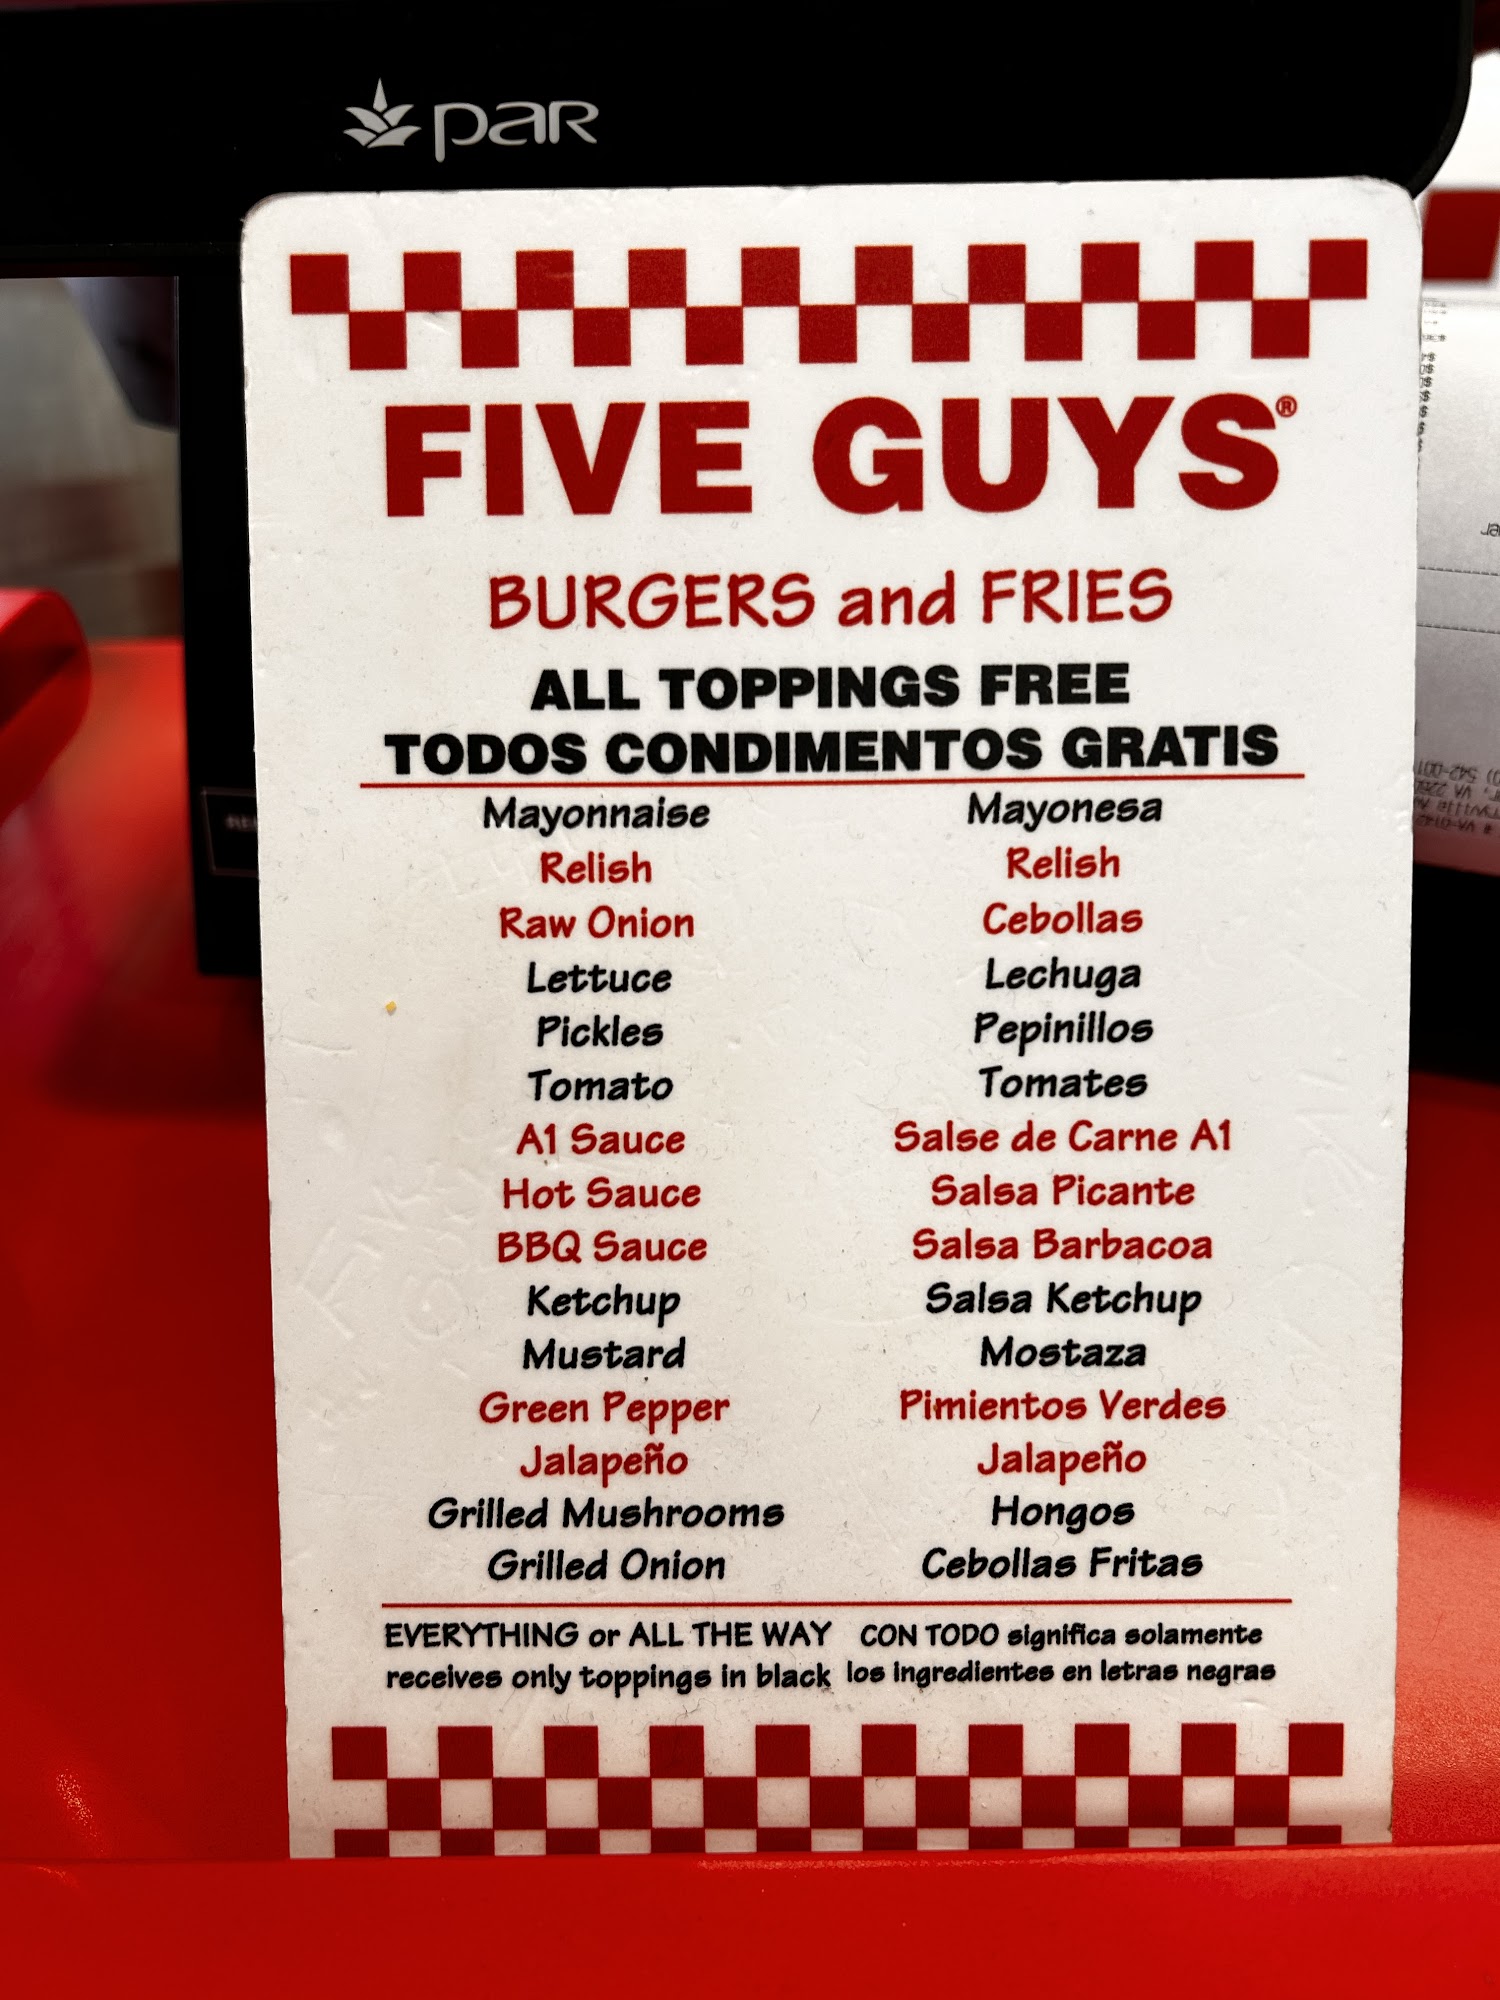 par
FIVE GUYS®
BURGERS and FRIES
ALL TOPPINGS FREE
TODOS CONDIMENTOS GRATIS
Mayonnaise Mayonesa
Relish Relish
Raw Onion Cebollas
Lettuce Lechuga
Pickles Pepinillos
Tomato Tomates
A1 Sauce Salse de Carne A1
Hot Sauce Salsa Picante
BBQ Sauce Salsa Barbacoa
Ketchup Salsa Ketchup
Mustard Mostaza
Green Pepper Pimientos Verdes
Jalapeño Jalapeño
Grilled Mushrooms Hongos
Grilled Onion Cebollas Fritas
EVERYTHING or ALL THE WAY
receives only toppings in black
CON TODO significa solamente
los ingredientes en letras negras